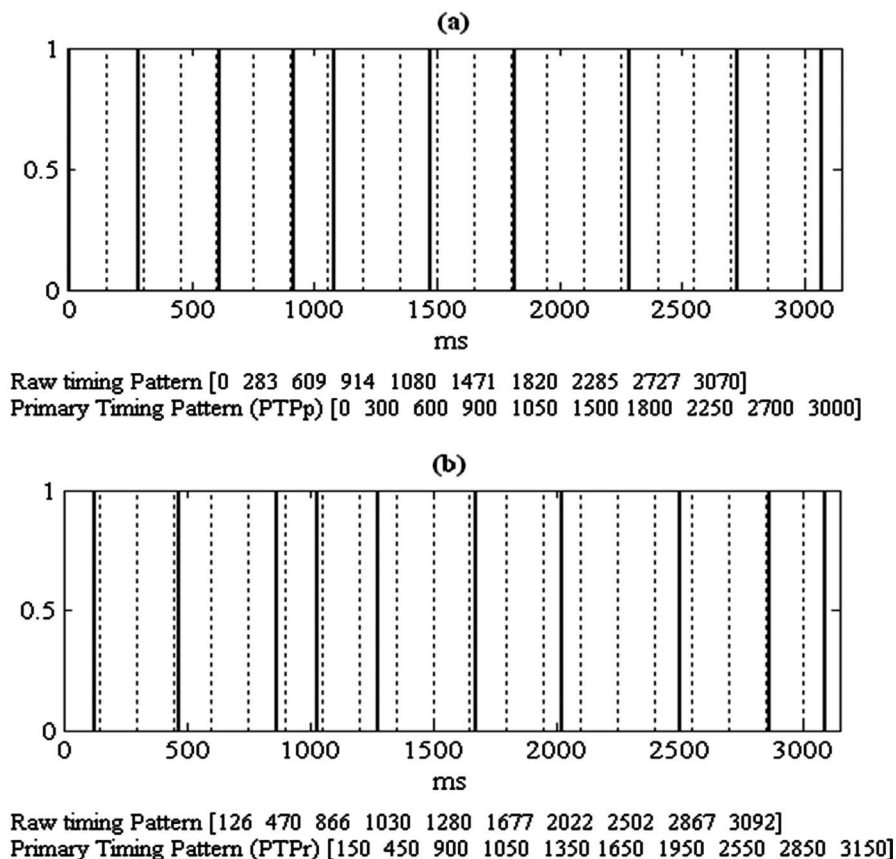 (a)
1
0.5
0
0 500 1000 1500 2000 2500 3000
ms
Raw timing Pattern [0 283 609 914 1080 1471 1820 2285 2727 3070]
Primary Timing Pattern (PTPp) [0 300 600 900 1050 1500 1800 2250 2700 3000]
(b)
1
0.5
0
0 500 1000 1500 2000 2500 3000
ms
Raw timing Pattern [126 470 866 1030 1280 1677 2022 2502 2867 3092]
Primary Timing Pattern (PTPr) [150 450 900 1050 1350 1650 1950 2550 2850 3150]